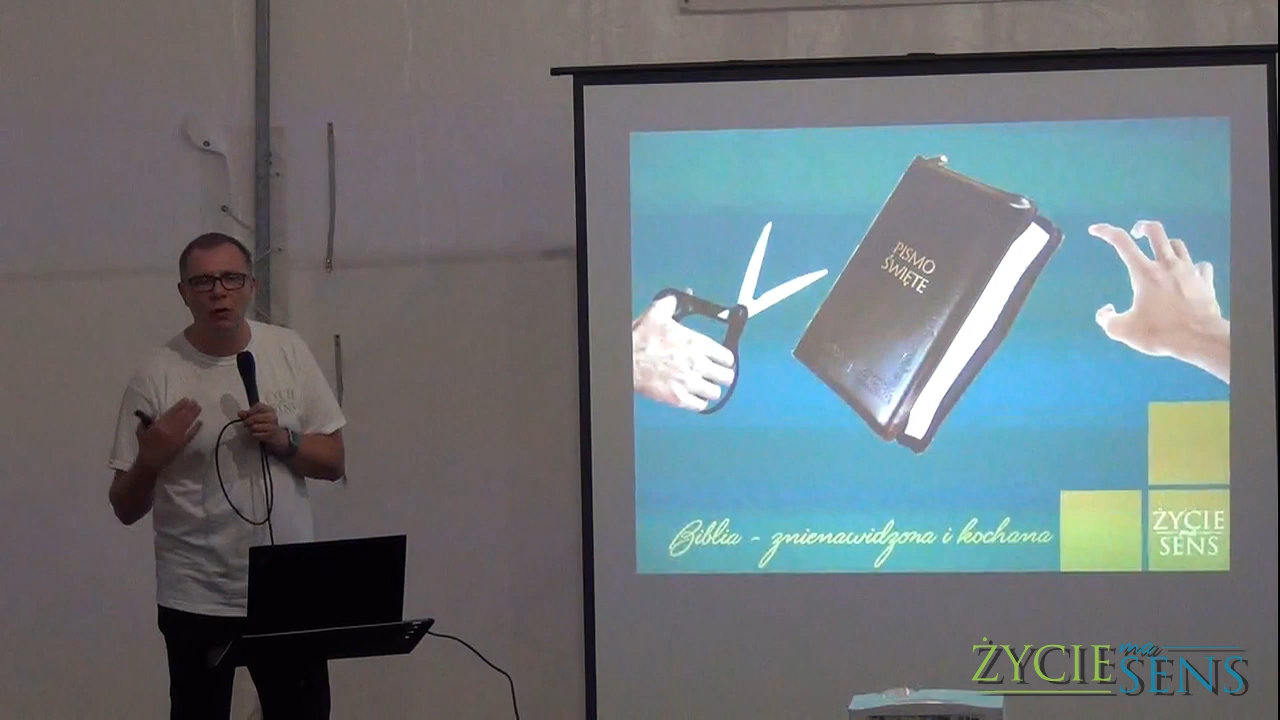 PISMO
ŚWIĘTE
Biblia - znienawidzona i kochana
ŻYCIE
SENS
ŻYCIE ma
SENS